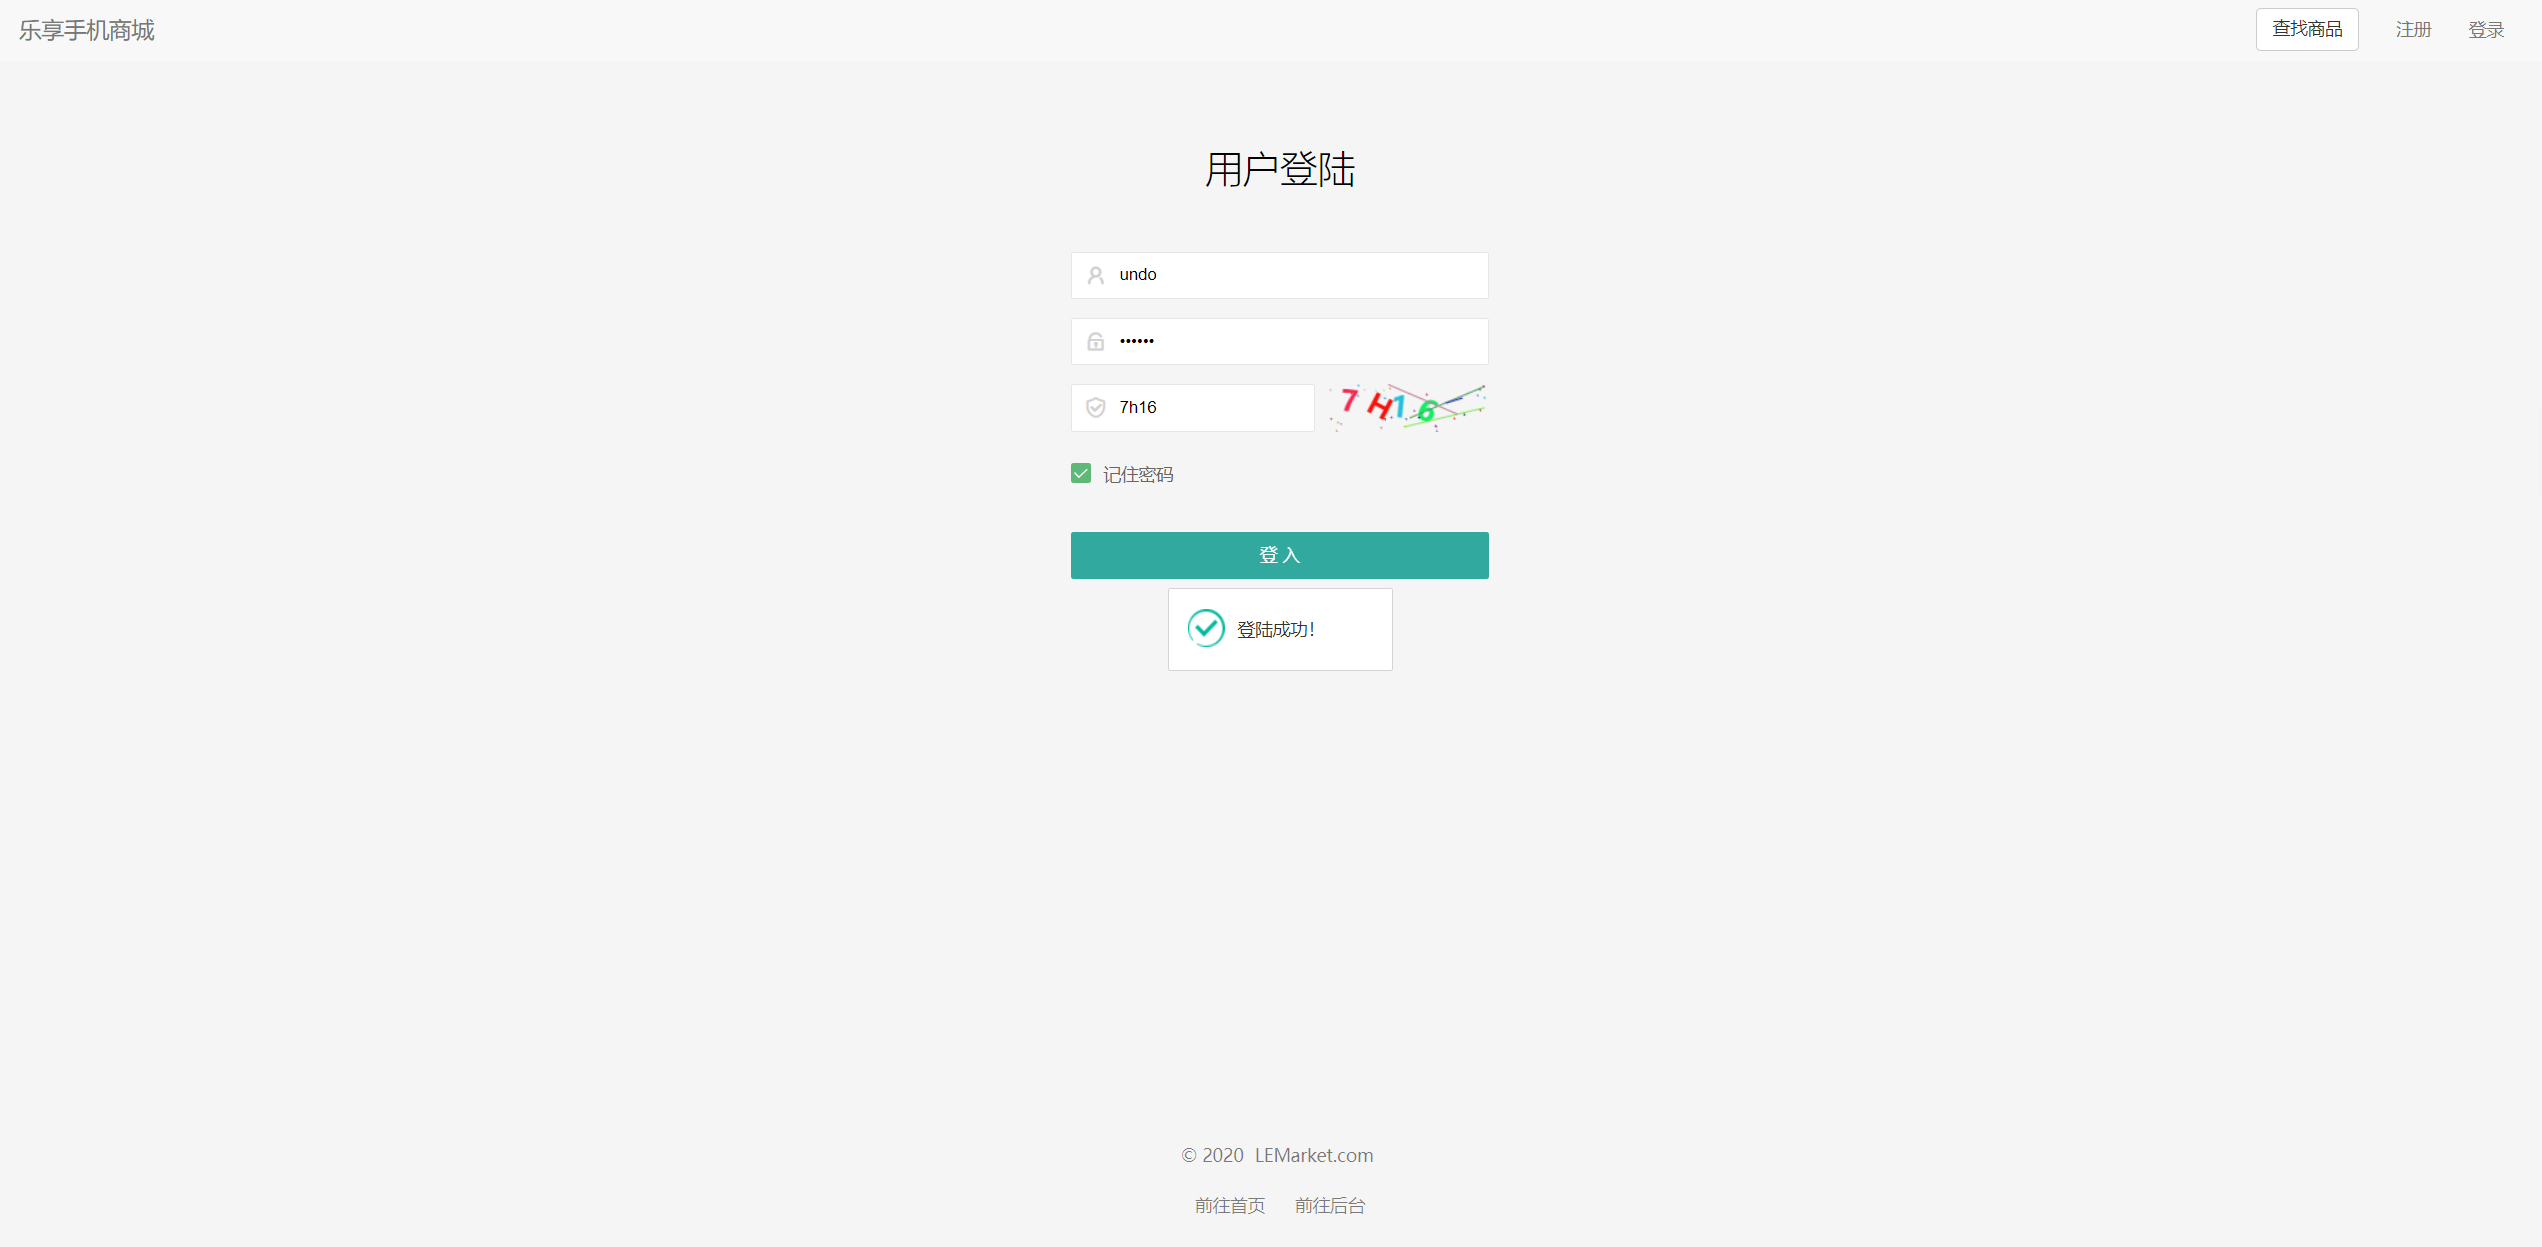 乐享手机商城 查找商品 注册 登录
用户登陆
undo
••••••
7h16 7H16
记住密码
登 入
登陆成功!
© 2020 LEMarket.com
前往首页 前往后台